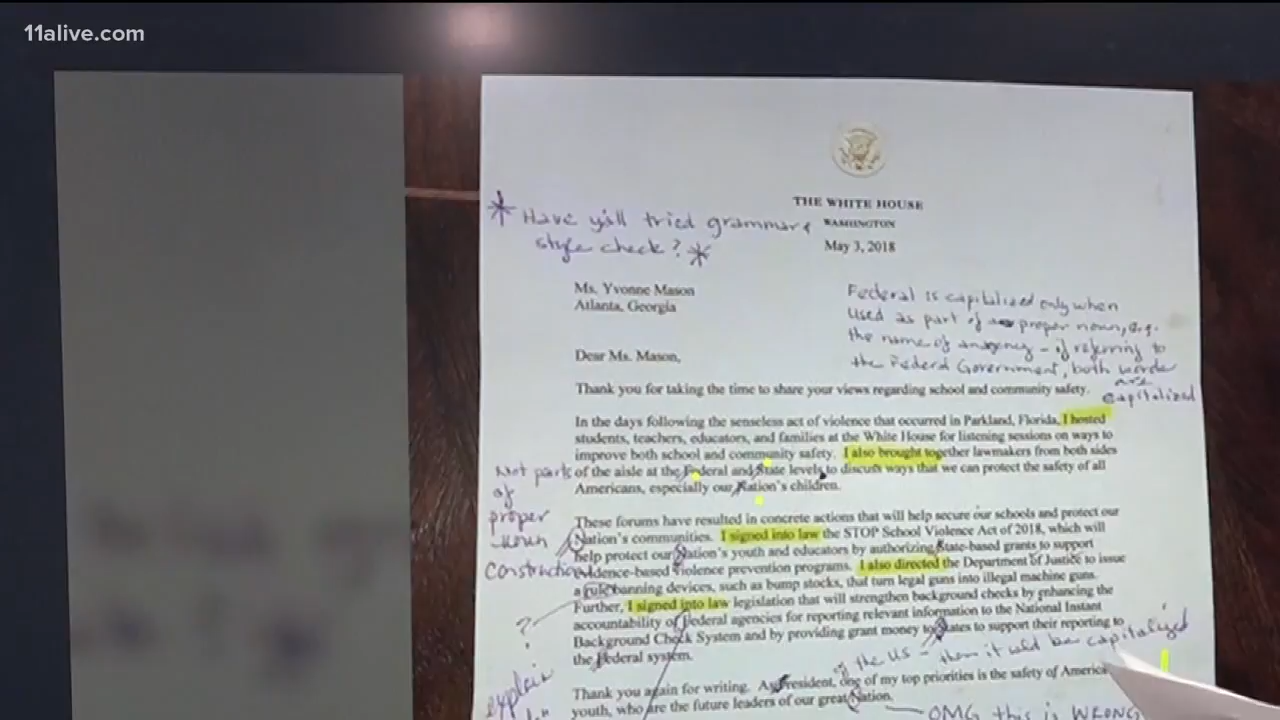 11alive.com
THE WHITE HOUSE
WASHINGTON
May 3, 2018
* Have y'all tried grammar &
style check? *
Ms. Yvonne Mason
Atlanta, Georgia
Federal is capitalized only when
used as part of proper noun, e.g.
the name of an agency - if referring to
the Federal Government, both words
are
capitalized
Dear Ms. Mason,
Thank you for taking the time to share your views regarding school and community safety.
In the days following the senseless act of violence that occurred in Parkland, Florida, I hosted
students, teachers, educators, and families at the White House for listening sessions on ways to
improve both school and community safety. I also brought together lawmakers from both sides
of the aisle at the Federal and State levels to discuss ways that we can protect the safety of all
Americans, especially our Nation's children.
Not parts
of
proper
noun
construction
These forums have resulted in concrete actions that will help secure our schools and protect our
Nation's communities. I signed into law the STOP School Violence Act of 2018, which will
help protect our Nation's youth and educators by authorizing State-based grants to support
evidence-based violence prevention programs. I also directed the Department of Justice to issue
a rule banning devices, such as bump stocks, that turn legal guns into illegal machine guns.
Further, I signed into law legislation that will strengthen background checks by enhancing the
accountability of Federal agencies for reporting relevant information to the National Instant
Background Check System and by providing grant money to States to support their reporting to
the Federal system.
?
explain
of the US - then it would be capitalized
Thank you again for writing. As President, one of my top priorities is the safety of America
youth, who are the future leaders of our great Nation.
OMG this is WRONG